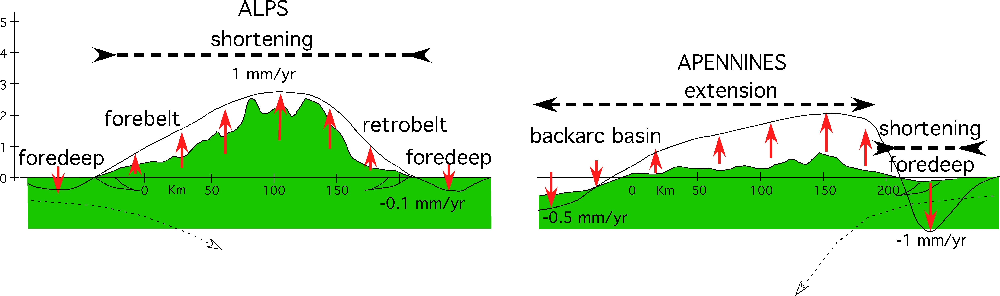 ALPS
shortening
1 mm/yr
5
4
3
2
1
0
forebelt
retrobelt
foredeep
foredeep
0 Km 50 100 150
-0.1 mm/yr
APENNINES
extension
backarc basin
shortening
foredeep
0 Km 50 100 150 200
-0.5 mm/yr
-1 mm/yr